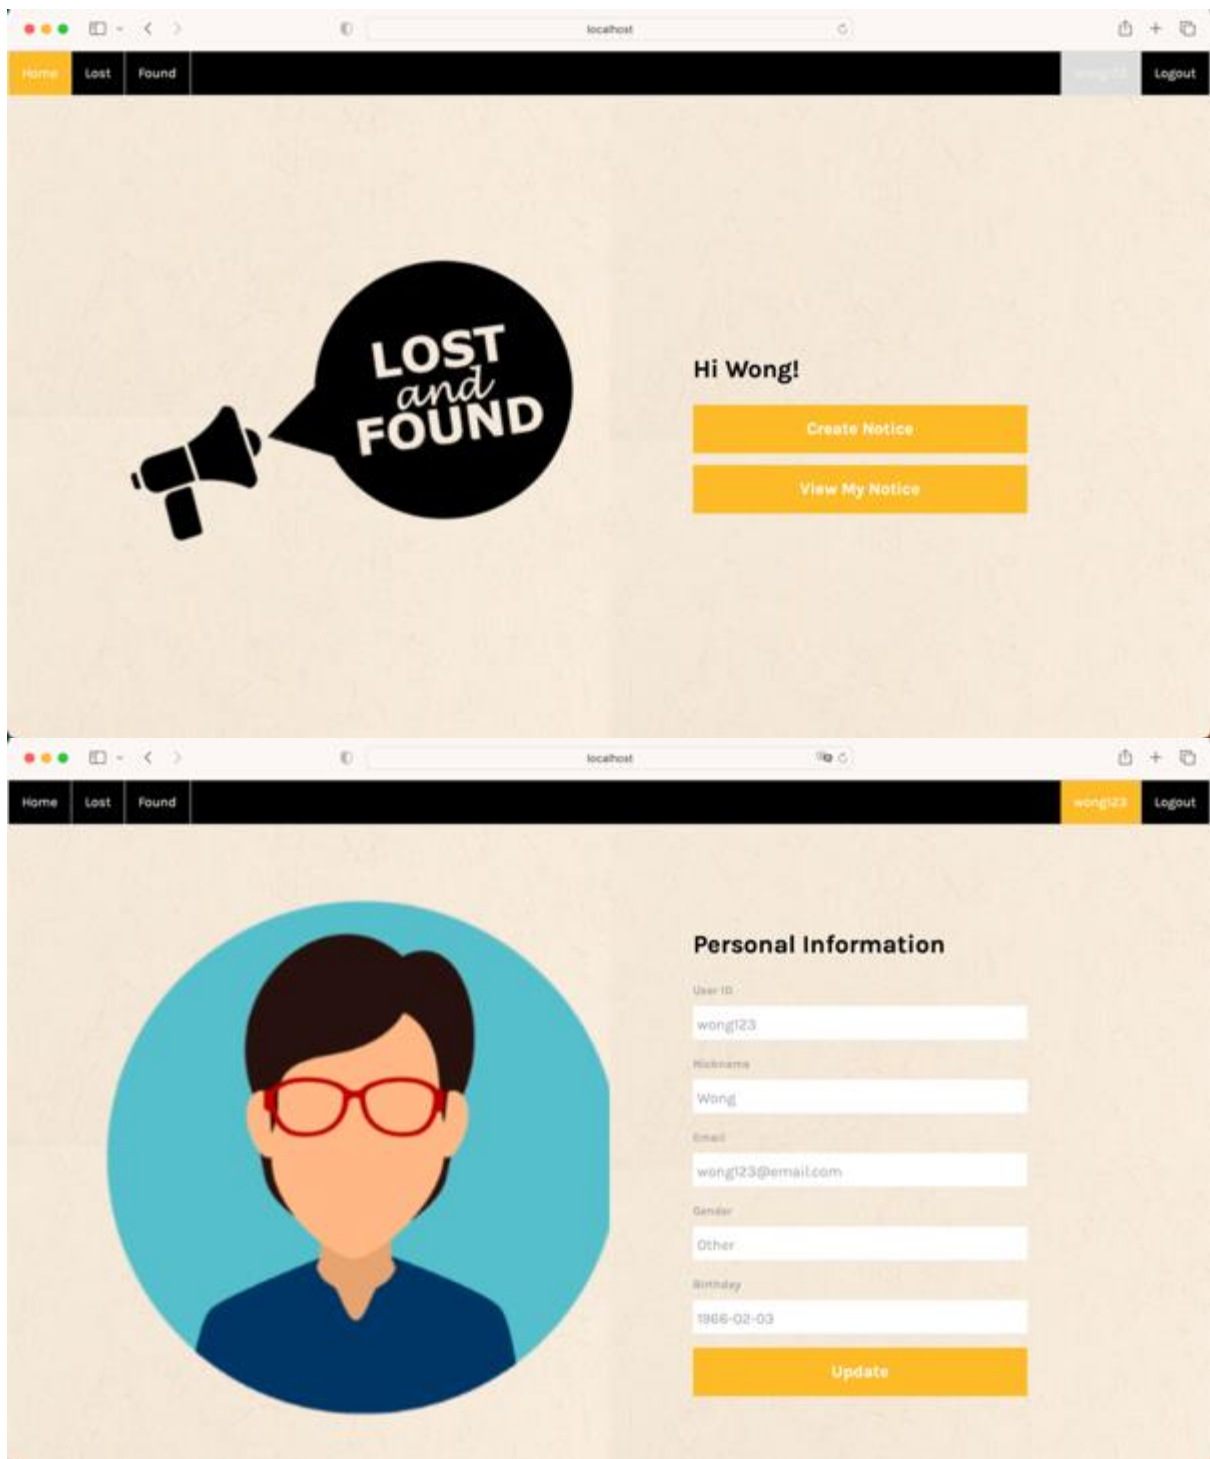 localhost
Home Lost Found wong123 Logout
LOST
and
FOUND
Hi Wong!
Create Notice
View My Notice
localhost
Home Lost Found wong123 Logout
Personal Information
User ID
wong123
Nickname
Wong
Email
wong123@email.com
Gender
Other
Birthday
1966-02-03
Update